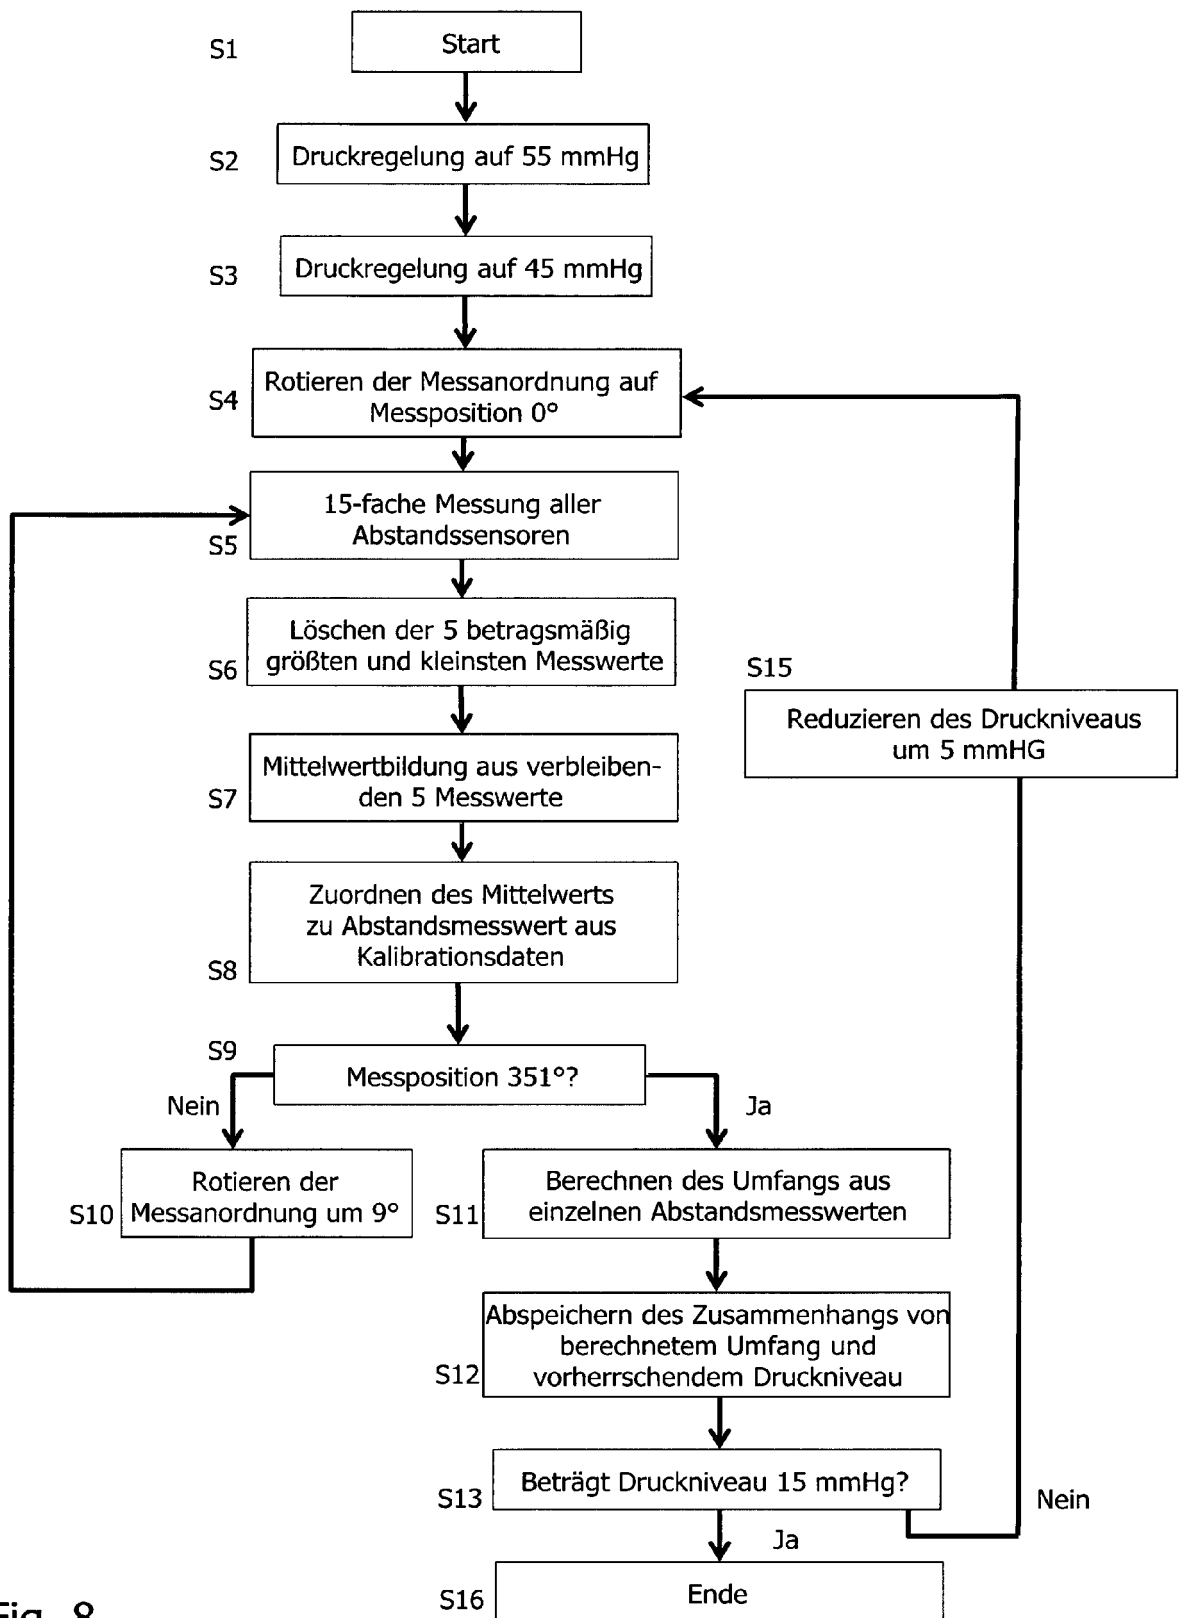 S1
Start
S2
Druckregelung auf 55 mmHg
S3
Druckregelung auf 45 mmHg
S4
Rotieren der Messanordnung auf
Messposition 0°
S5
15-fache Messung aller
Abstandssensoren
S6
Löschen der 5 betragsmäßig
größten und kleinsten Messwerte
S15
Reduzieren des Druckniveaus
um 5 mmHG
S7
Mittelwertbildung aus verbleiben-
den 5 Messwerte
S8
Zuordnen des Mittelwerts
zu Abstandsmesswert aus
Kalibrationsdaten
S9
Messposition 351°?
Nein
Ja
S10
Rotieren der
Messanordnung um 9°
S11
Berechnen des Umfangs aus
einzelnen Abstandsmesswerten
S12
Abspeichern des Zusammenhangs von
berechnetem Umfang und
vorherrschendem Druckniveau
S13
Beträgt Druckniveau 15 mmHg?
Nein
Ja
S16
Ende
Fig. 8